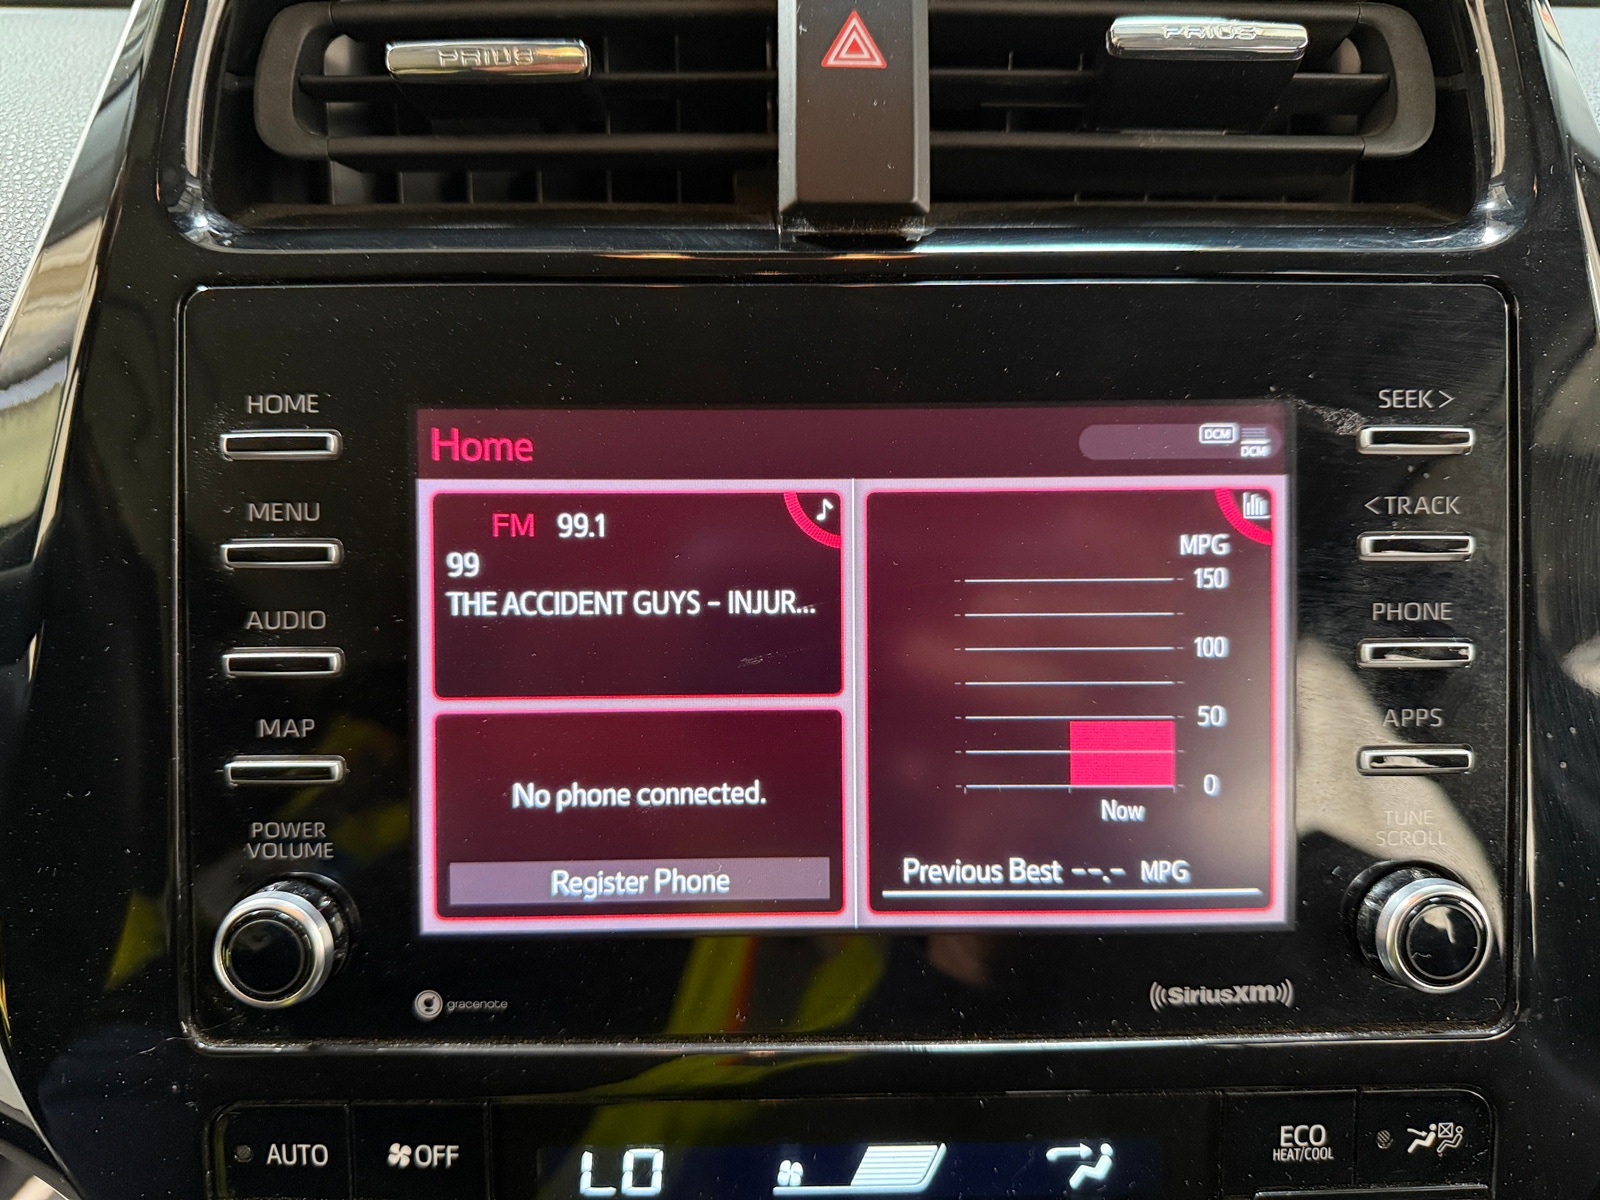 PRIUS
PRIUS
HOME
MENU
AUDIO
MAP
POWER
VOLUME
Home
DCM
DCM
FM 99.1
99
THE ACCIDENT GUYS - INJUR...
No phone connected.
Register Phone
MPG
150
100
50
0
Now
Previous Best --.- MPG
SEEK >
< TRACK
PHONE
APPS
TUNE
SCROLL
gracenote
((SiriusXM))
AUTO
OFF
LO
ECO
HEAT/COOL